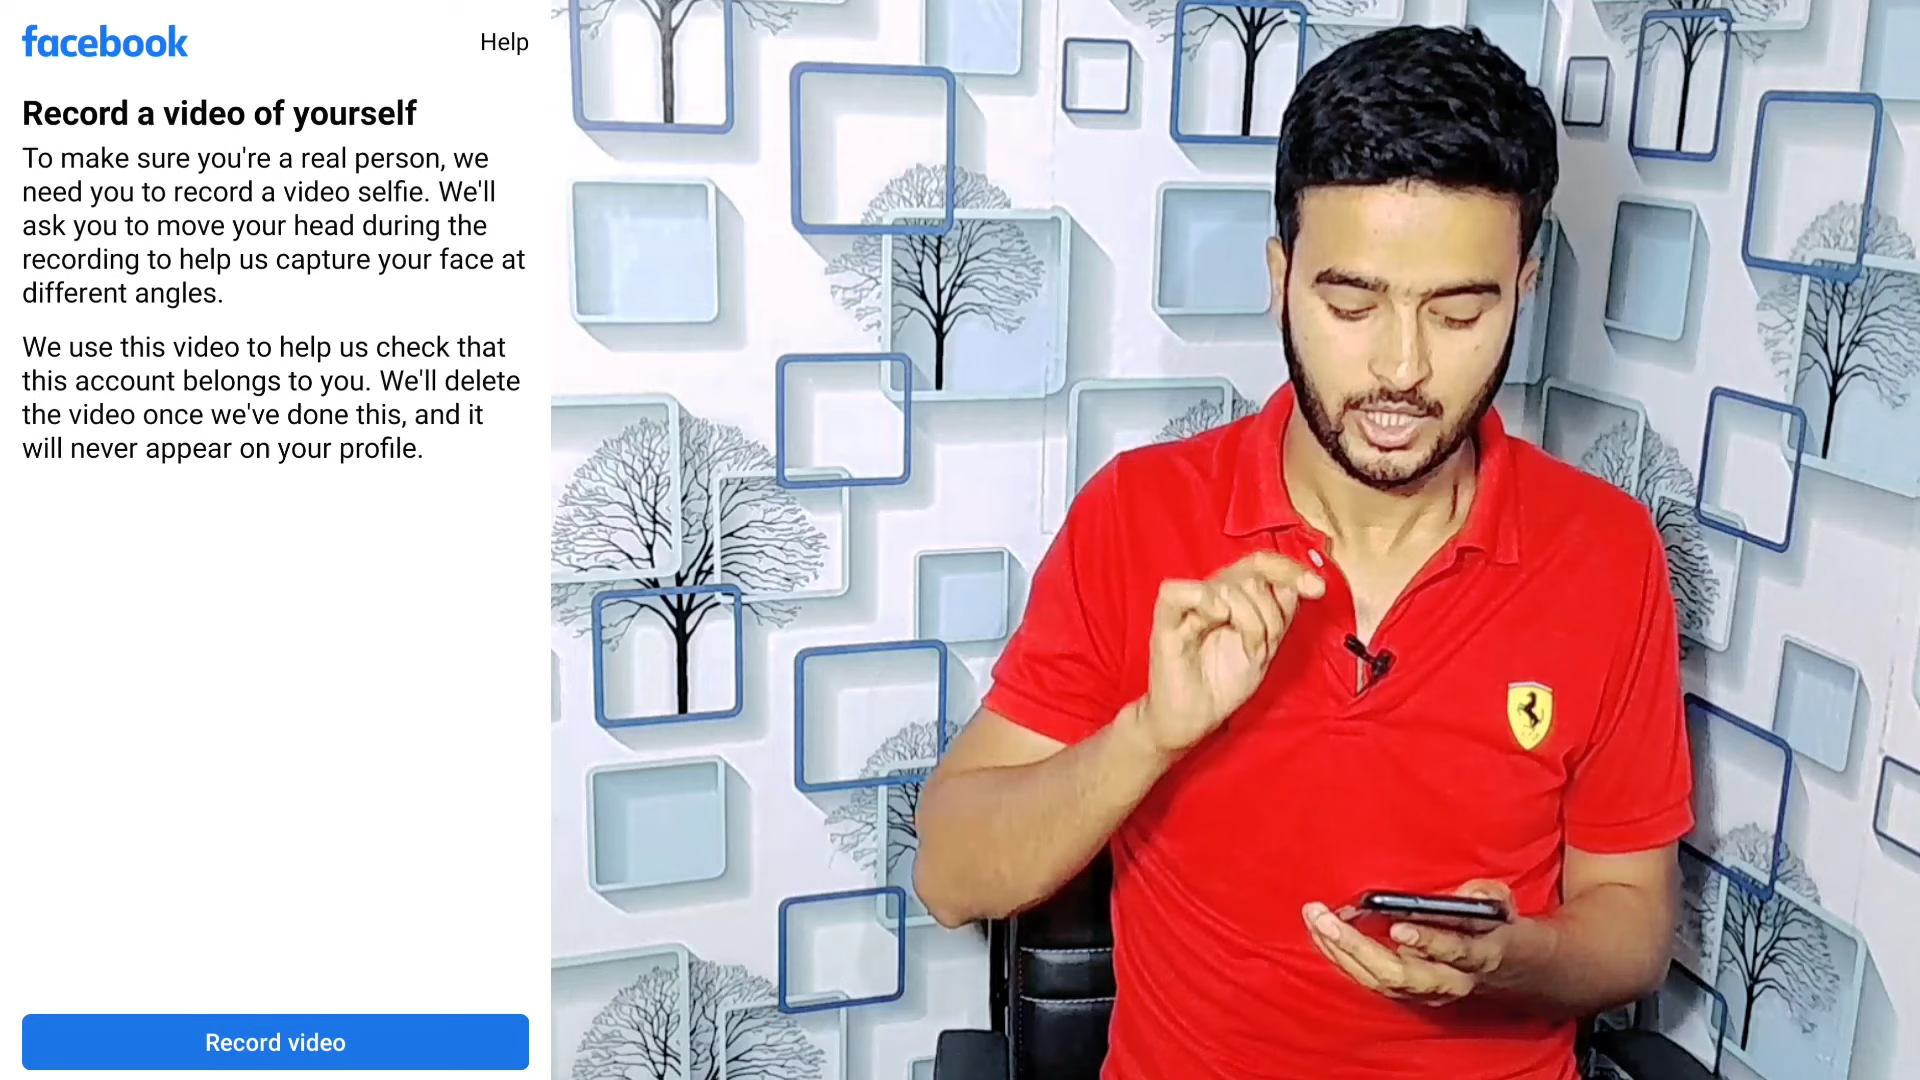 facebook
Help
Record a video of yourself
To make sure you're a real person, we
need you to record a video selfie. We'll
ask you to move your head during the
recording to help us capture your face at
different angles.
We use this video to help us check that
this account belongs to you. We'll delete
the video once we've done this, and it
will never appear on your profile.
Record video